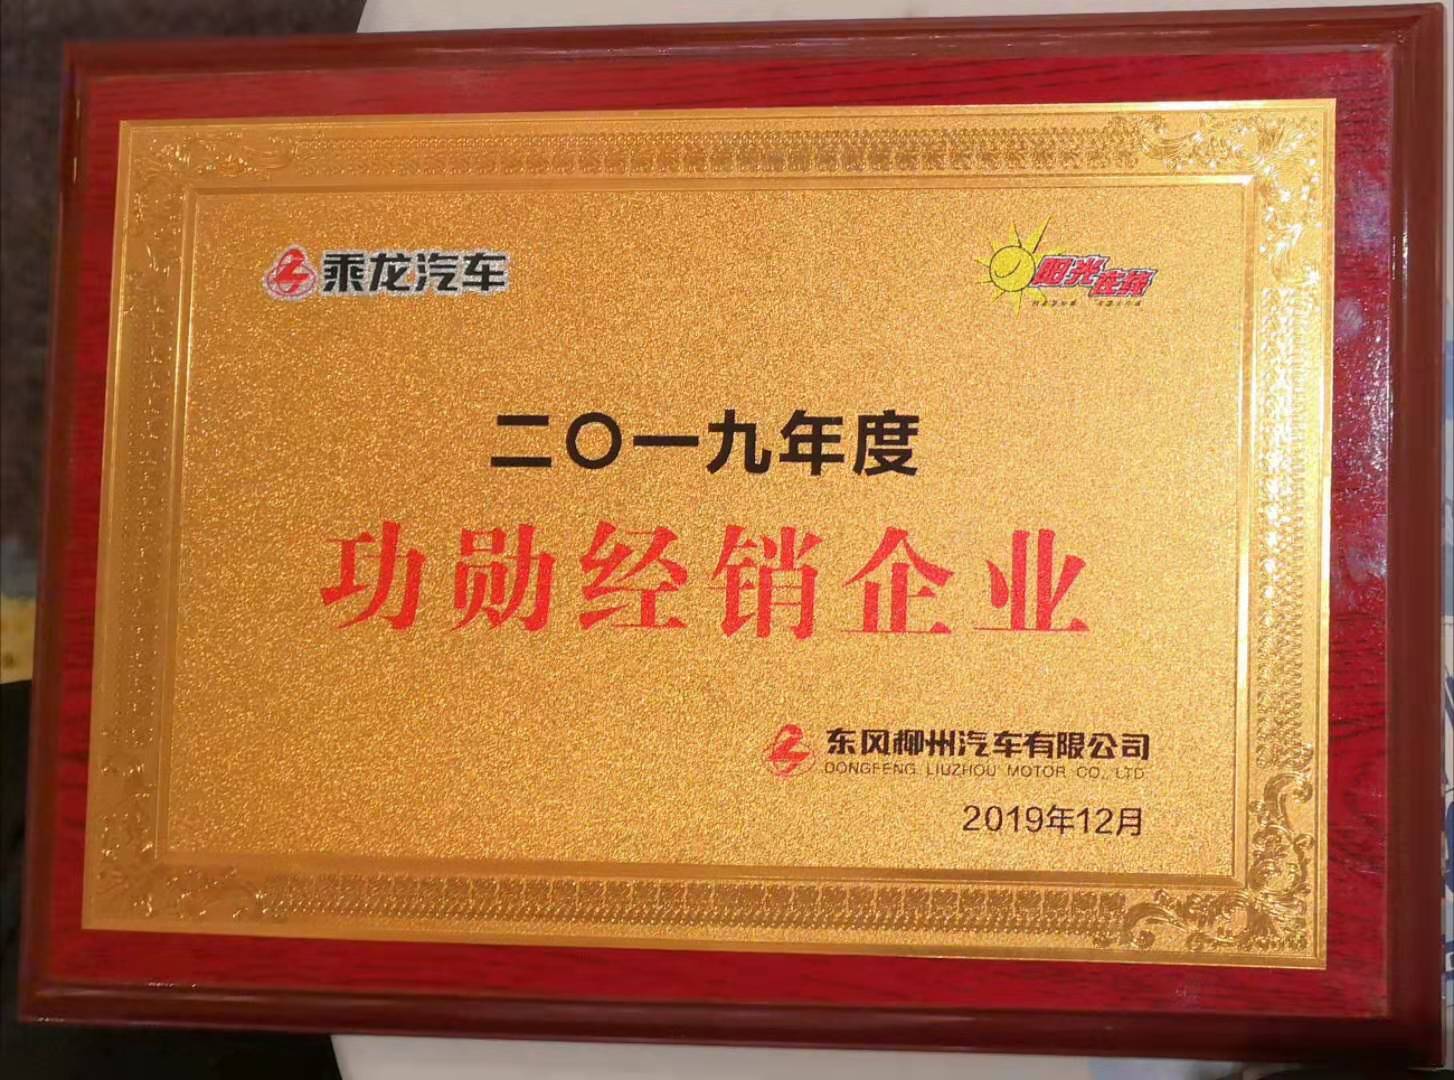 乘龙汽车
阳光在线
二〇一九年度
功勋经销企业
东风柳州汽车有限公司
DONGFENG LIUZHOU MOTOR CO., LTD
2019年12月